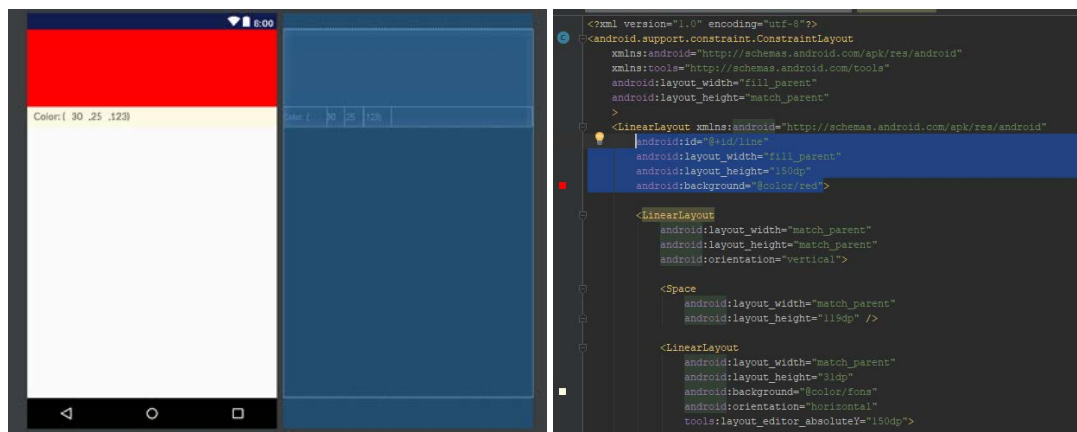 8:00
Color: ( 30 ,25 ,123)
Color: ( 30 25 123)
<?xml version="1.0" encoding="utf-8"?>
<android.support.constraint.ConstraintLayout
xmlns:android="http://schemas.android.com/apk/res/android"
xmlns:tools="http://schemas.android.com/tools"
android:layout_width="fill_parent"
android:layout_height="match_parent"
>
<LinearLayout xmlns:android="http://schemas.android.com/apk/res/android"
android:id="@+id/line"
android:layout_width="fill_parent"
android:layout_height="150dp"
android:background="@color/red">
<LinearLayout
android:layout_width="match_parent"
android:layout_height="match_parent"
android:orientation="vertical">
<Space
android:layout_width="match_parent"
android:layout_height="119dp" />
<LinearLayout
android:layout_width="match_parent"
android:layout_height="31dp"
android:background="@color/fons"
android:orientation="horizontal"
tools:layout_editor_absoluteY="150dp">